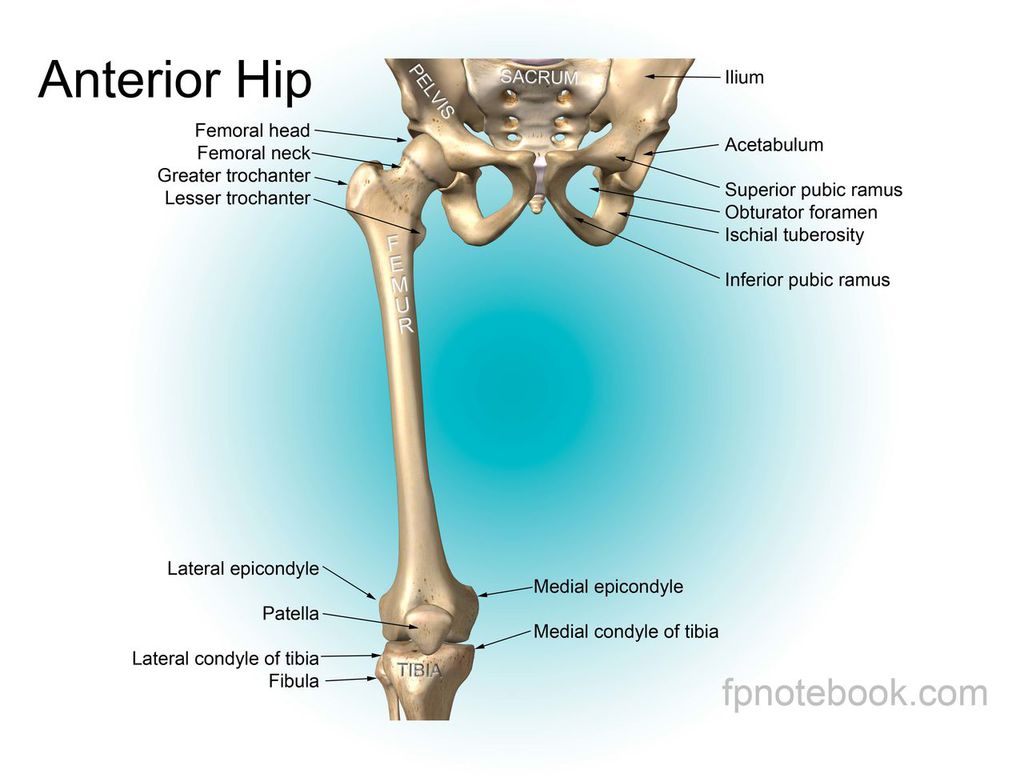 Anterior Hip
PELVIS
SACRUM
Ilium
Femoral head
Femoral neck
Greater trochanter
Lesser trochanter
Acetabulum
Superior pubic ramus
Obturator foramen
Ischial tuberosity
Inferior pubic ramus
FEMUR
Lateral epicondyle
Patella
Lateral condyle of tibia
Fibula
Medial epicondyle
Medial condyle of tibia
TIBIA
fpnotebook.com